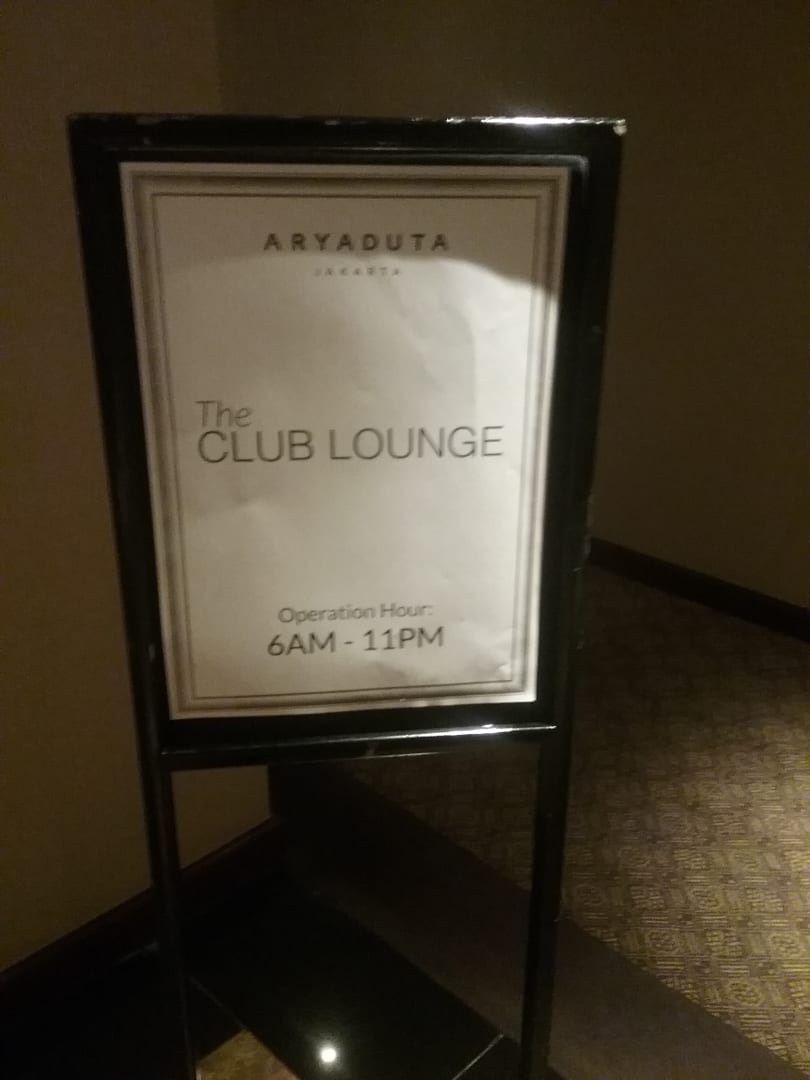 ARYADUTA
JAKARTA
The
CLUB LOUNGE
Operation Hour:
6AM - 11PM